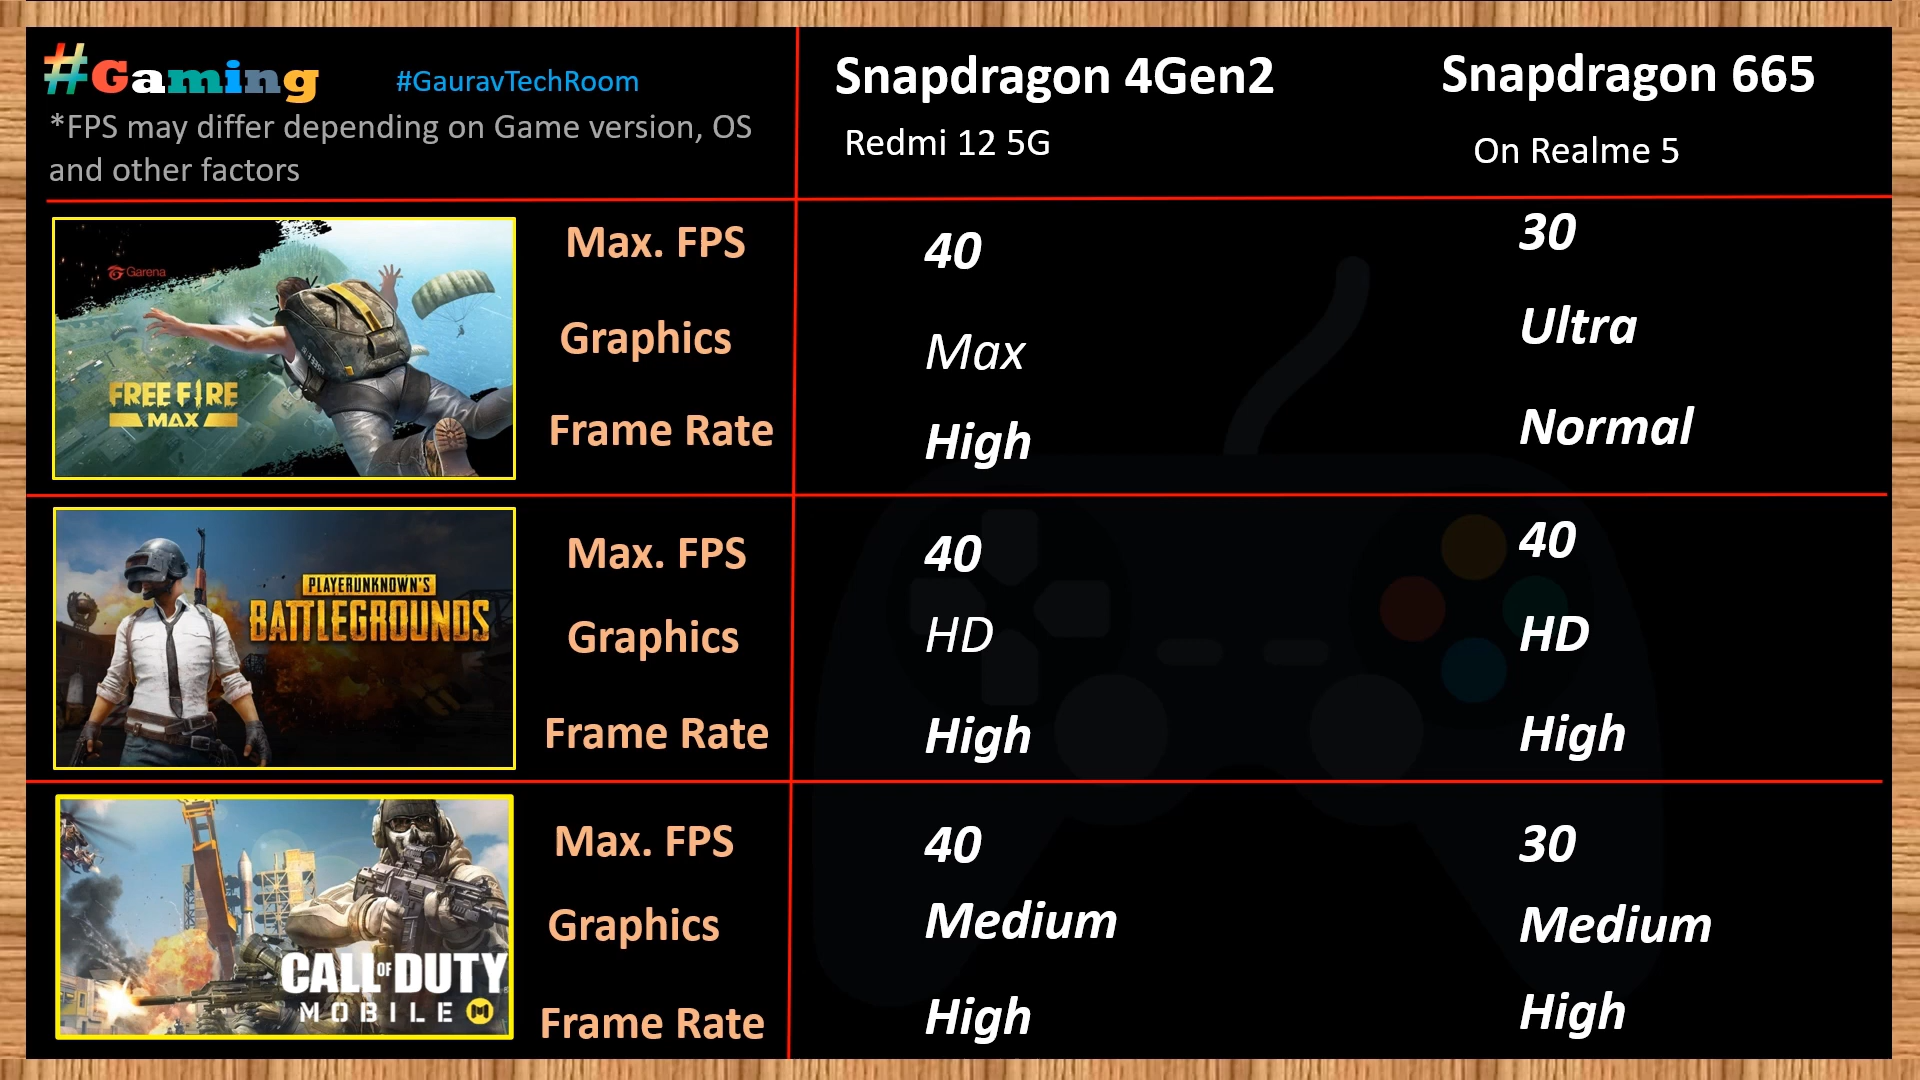 #Gaming
#GauravTechRoom
*FPS may differ depending on Game version, OS
and other factors
Snapdragon 4Gen2
Redmi 12 5G
Snapdragon 665
On Realme 5
Garena
FREE FIRE
MAX
Max. FPS
40
30
Graphics
Max
Ultra
Frame Rate
High
Normal
PLAYERUNKNOWN'S
BATTLEGROUNDS
Max. FPS
40
40
Graphics
HD
HD
Frame Rate
High
High
CALL OF DUTY
MOBILE
Max. FPS
40
30
Graphics
Medium
Medium
Frame Rate
High
High